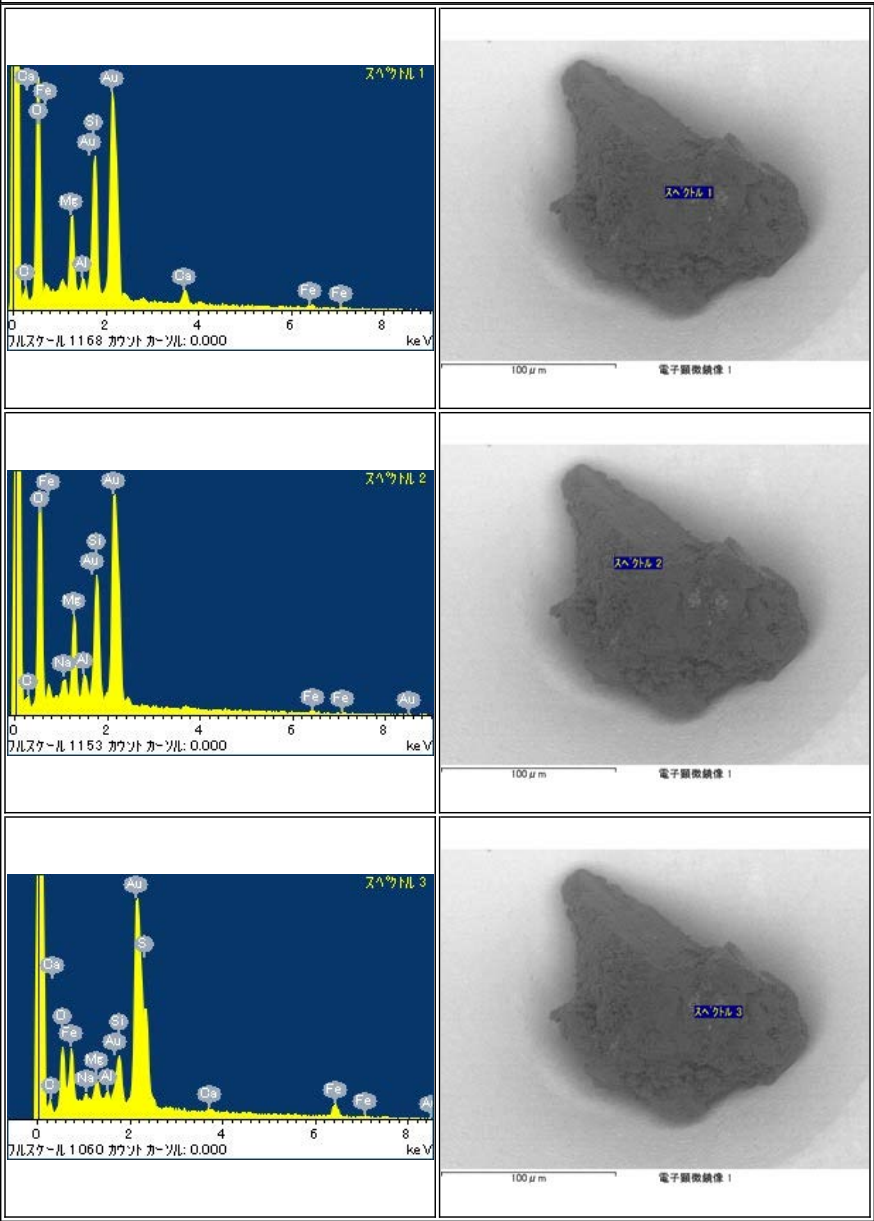 スペクトル 1
Ca Au
Fe
O
Si
Au
Mg
Al
C Ca
Fe Fe
0 2 4 6 8
フルスケール 1168 カウント カーソル: 0.000 keV
スペクトル 1
100μm 電子顕微鏡像 1
スペクトル 2
Fe Au
O
Si
Au
Mg
Na Al
C
Fe Fe Au
0 2 4 6 8
フルスケール 1153 カウント カーソル: 0.000 keV
スペクトル 2
100μm 電子顕微鏡像 1
スペクトル 3
Au
S
Ca
O Si
Fe Au
Mg
Na Al
C Ca Fe
Fe A
0 2 4 6 8
フルスケール 1060 カウント カーソル: 0.000 keV
スペクトル 3
100μm 電子顕微鏡像 1